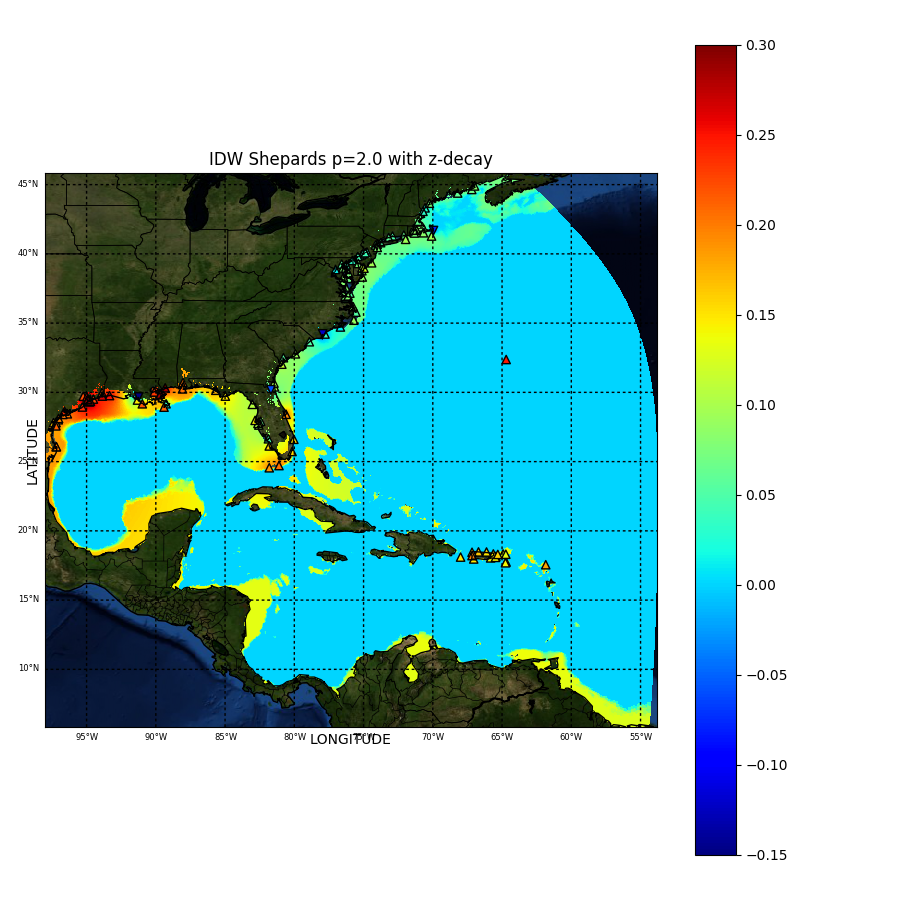 IDW Shepards p=2.0 with z-decay
45°N
40°N
35°N
30°N
25°N
20°N
15°N
10°N
LATITUDE
95°W
90°W
85°W
80°W
75°W
70°W
65°W
60°W
55°W
LONGITUDE
0.30
0.25
0.20
0.15
0.10
0.05
0.00
−0.05
−0.10
−0.15